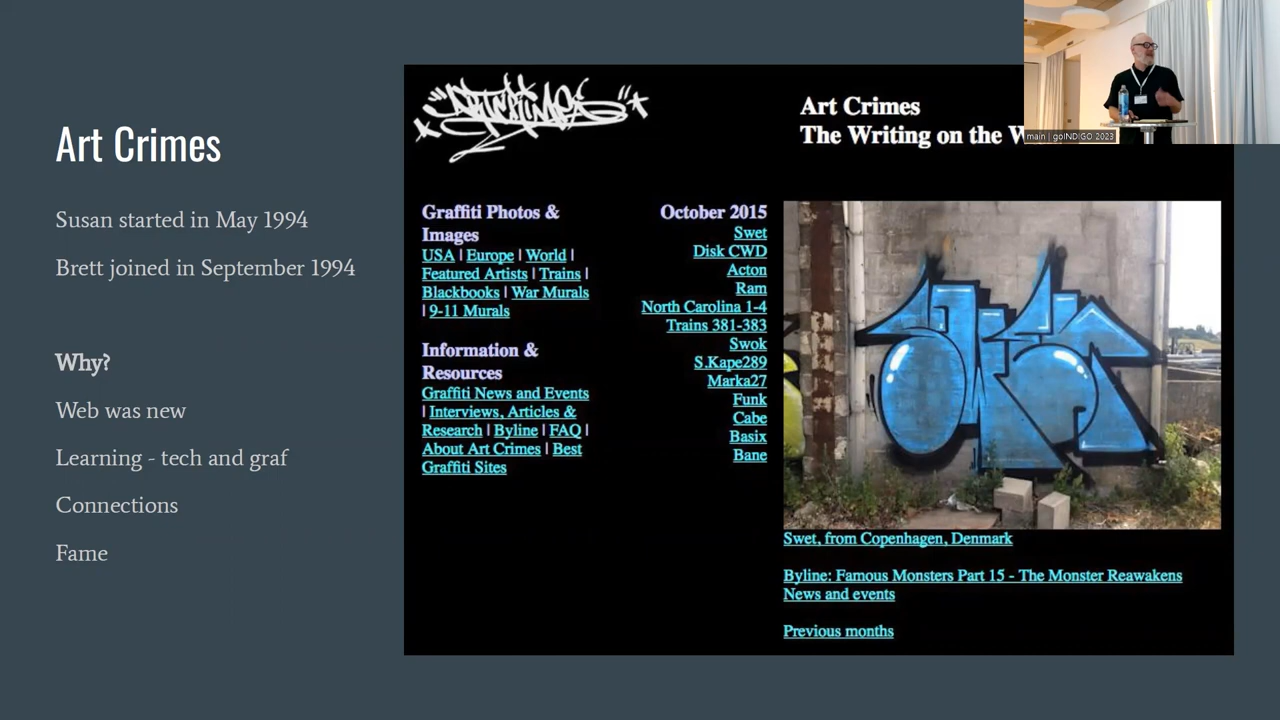 Art Crimes
Susan started in May 1994
Brett joined in September 1994
Why?
Web was new
Learning - tech and graf
Connections
Fame
ARTCRIMES
Art Crimes
The Writing on the W
Graffiti Photos &
Images
USA | Europe | World |
Featured Artists | Trains |
Blackbooks | War Murals
| 9-11 Murals
Information &
Resources
Graffiti News and Events
| Interviews, Articles &
Research | Byline | FAQ |
About Art Crimes | Best
Graffiti Sites
October 2015
Swet
Disk CWD
Acton
Ram
North Carolina 1-4
Trains 381-383
Swok
S.Kape289
Marka27
Funk
Cabe
Basix
Bane
Swet, from Copenhagen, Denmark
Byline: Famous Monsters Part 15 - The Monster Reawakens
News and events
Previous months
main | goINDIGO 2023